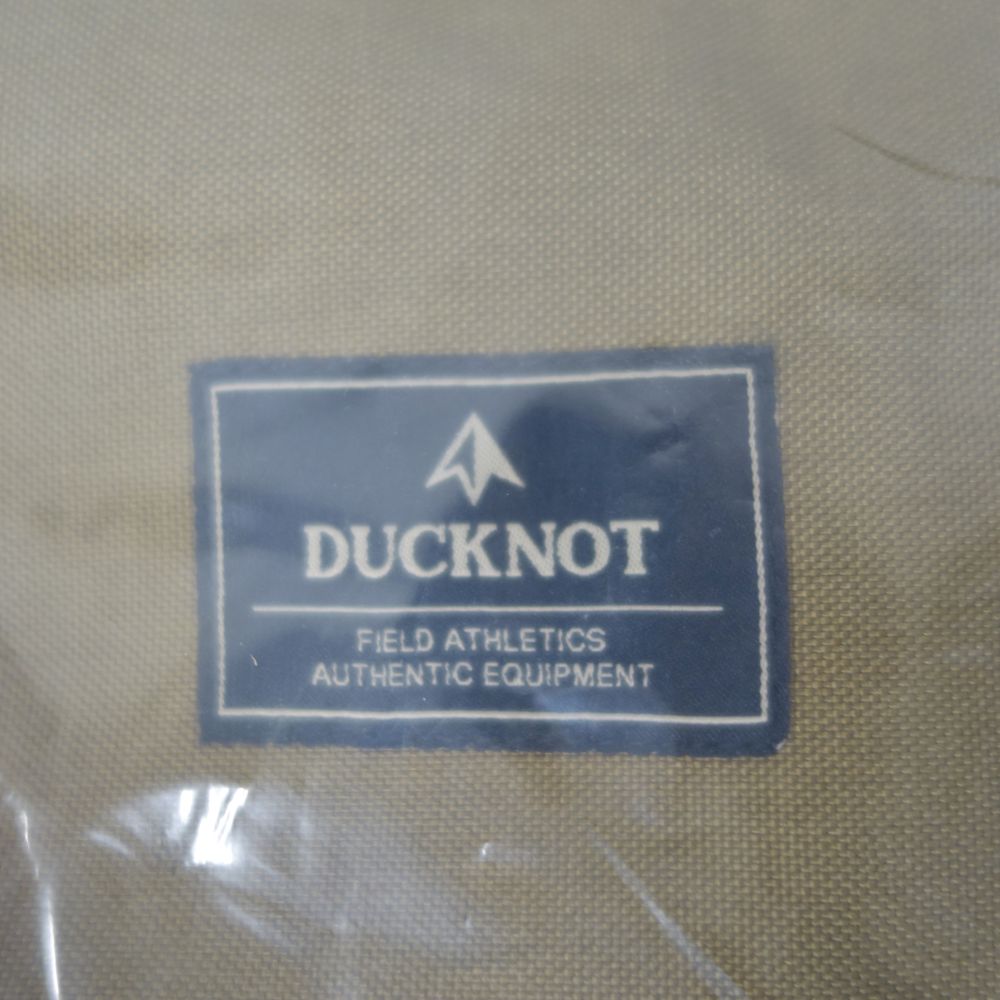 DUCKNOT
FIELD ATHLETICS
AUTHENTIC EQUIPMENT